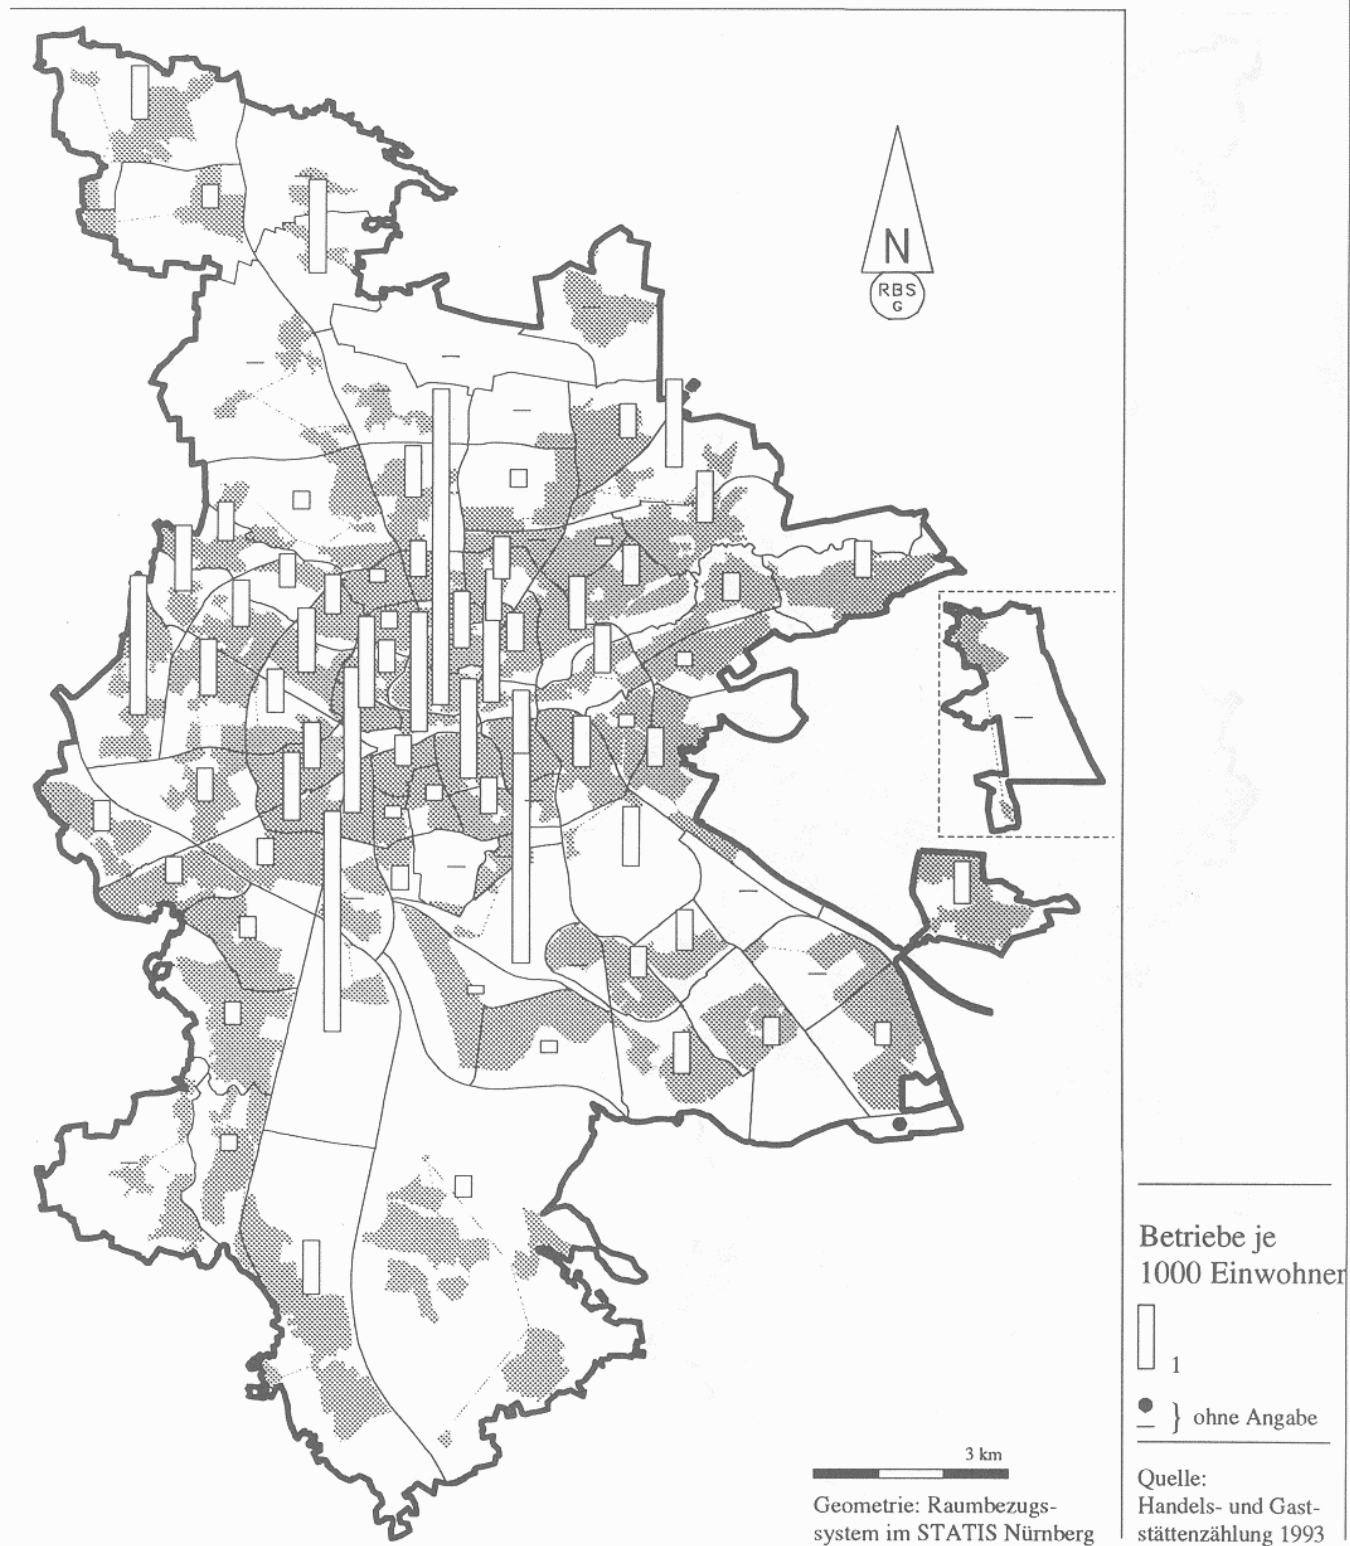 N
RBS
G
Betriebe je
1000 Einwohner
1
} ohne Angabe
3 km
Geometrie: Raumbezugs-
system im STATIS Nürnberg
Quelle:
Handels- und Gast-
stättenzählung 1993